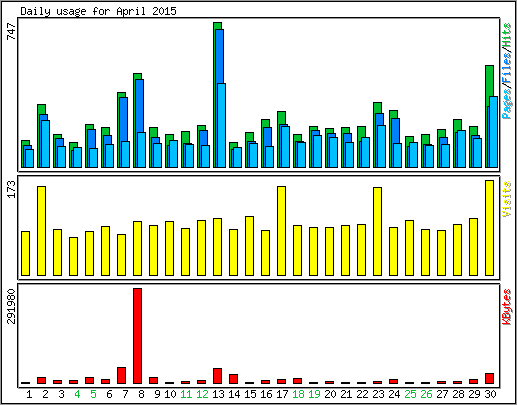 Daily usage for April 2015
747
Pages/Files/Hits
173
Visits
291980
KBytes
1 2 3 4 5 6 7 8 9 10 11 12 13 14 15 16 17 18 19 20 21 22 23 24 25 26 27 28 29 30